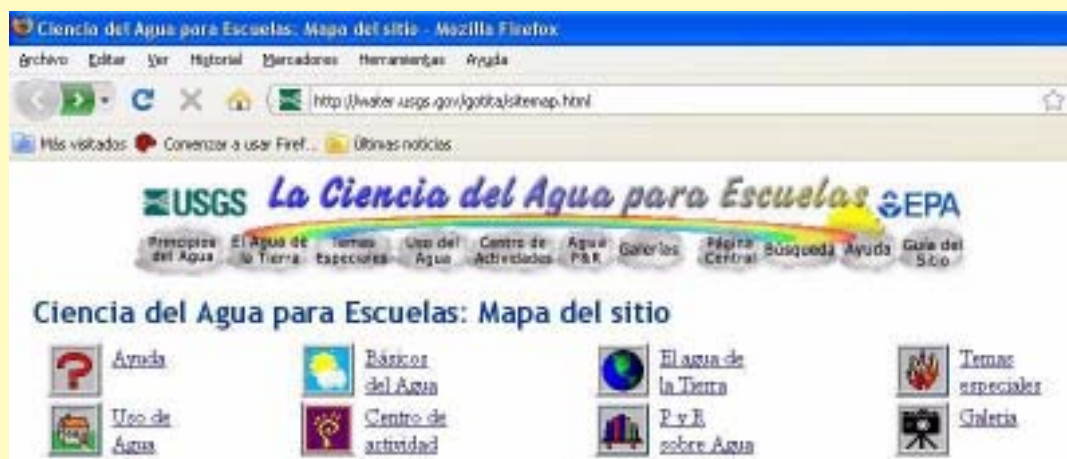 Ciencia del Agua para Escuelas: Mapa del sitio - Mozilla Firefox
Archivo Editar Ver Historial Marcadores Herramientas Ayuda
http://water.usgs.gov/gotita/sitemap.html
Más visitados Comenzar a usar Firef... Últimas noticias
USGS La Ciencia del Agua para Escuelas EPA
Principios del Agua
El Agua de la Tierra
Temas Especiales
Uso del Agua
Centro de Actividades
Agua P&R
Galerías
Página Central
Búsqueda
Ayuda
Guía del Sitio
Ciencia del Agua para Escuelas: Mapa del sitio
Ayuda
Básicos
del Agua
El agua de
la Tierra
Temas
especiales
Uso de
Agua
Centro de
actividad
P y R
sobre Agua
Galeria